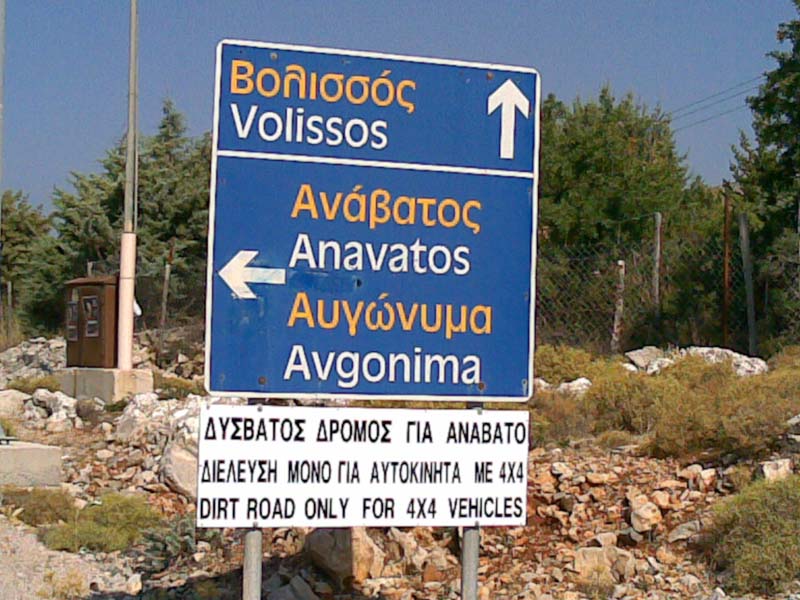 Βολισσός
Volissos
Ανάβατος
Anavatos
Αυγώνυμα
Avgonima
ΔΥΣΒΑΤΟΣ ΔΡΟΜΟΣ ΓΙΑ ΑΝΑΒΑΤΟ
ΔΙΕΛΕΥΣΗ ΜΟΝΟ ΓΙΑ ΑΥΤΟΚΙΝΗΤΑ ΜΕ 4Χ4
DIRT ROAD ONLY FOR 4X4 VEHICLES